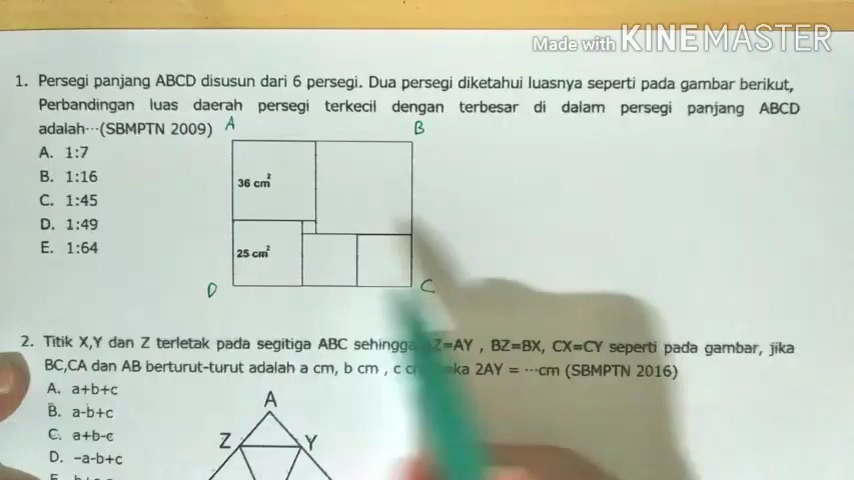 Made with KINEMASTER
1. Persegi panjang ABCD disusun dari 6 persegi. Dua persegi diketahui luasnya seperti pada gambar berikut,
Perbandingan luas daerah persegi terkecil dengan terbesar di dalam persegi panjang ABCD
adalah…(SBMPTN 2009)
A B
A. 1:7
B. 1:16
C. 1:45
D. 1:49
E. 1:64
36 cm²
25 cm²
D C
2. Titik X,Y dan Z terletak pada segitiga ABC sehingga Z=AY , BZ=BX, CX=CY seperti pada gambar, jika
BC,CA dan AB berturut-turut adalah a cm, b cm , c ka 2AY = …cm (SBMPTN 2016)
A. a+b+c
B. a-b+c
C. a+b-c
D. -a-b+c
E.
A
Z Y